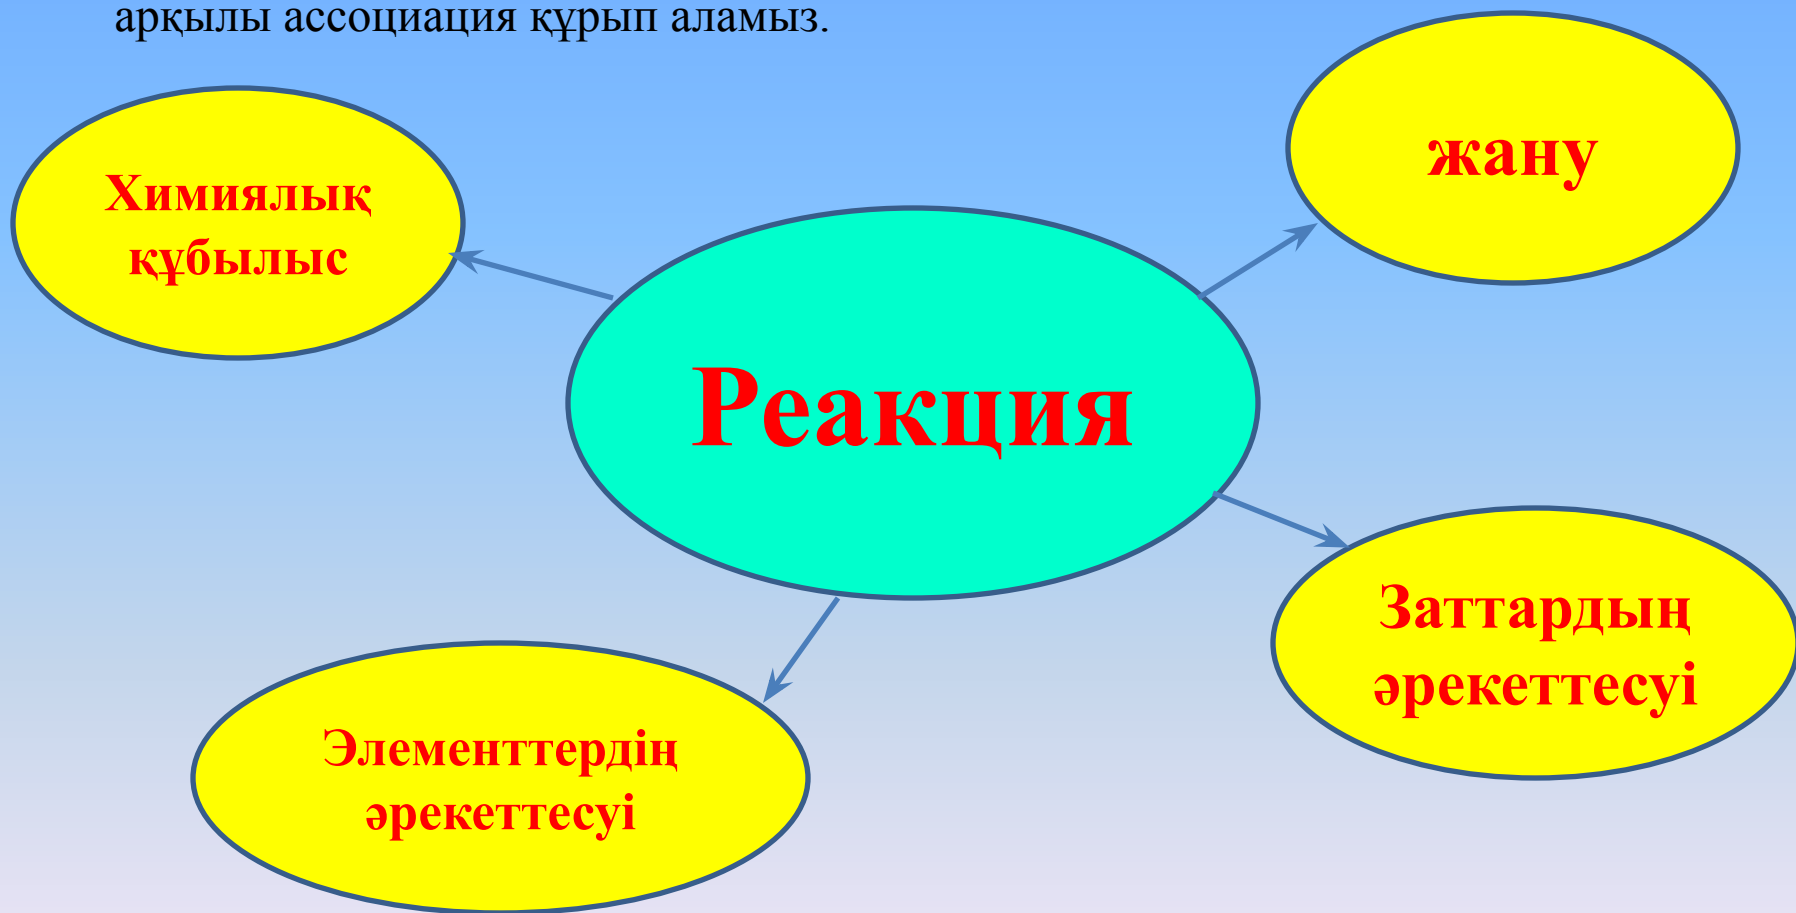 арқылы ассоциация құрып аламыз.
жану
Химиялық
құбылыс
Реакция
Заттардың
әрекеттесуі
Элементтердің
әрекеттесуі